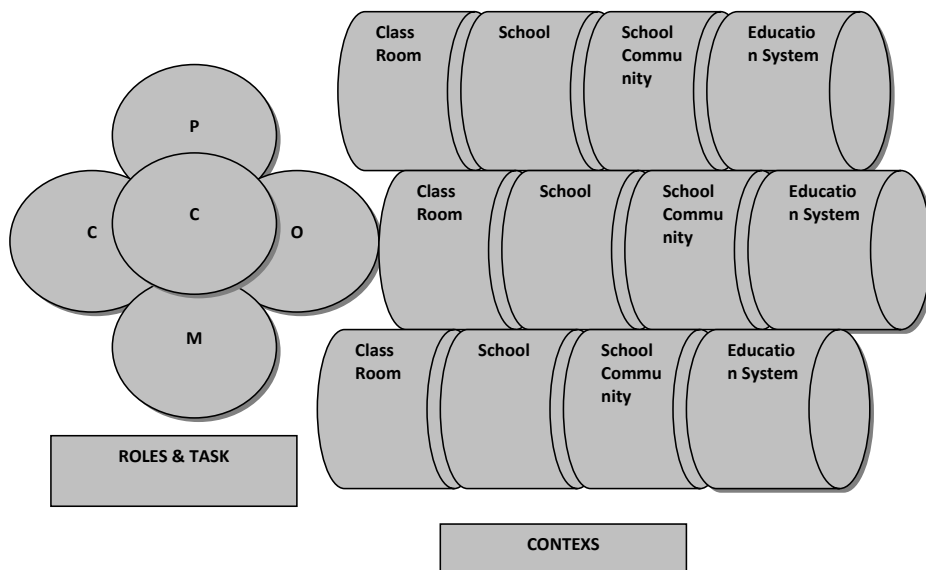 Class
Room
School
School
Commu
nity
Educatio
n System
P
C
C
O
M
Class
Room
School
School
Commu
nity
Educatio
n System
Class
Room
School
School
Commu
nity
Educatio
n System
ROLES & TASK
CONTEXS